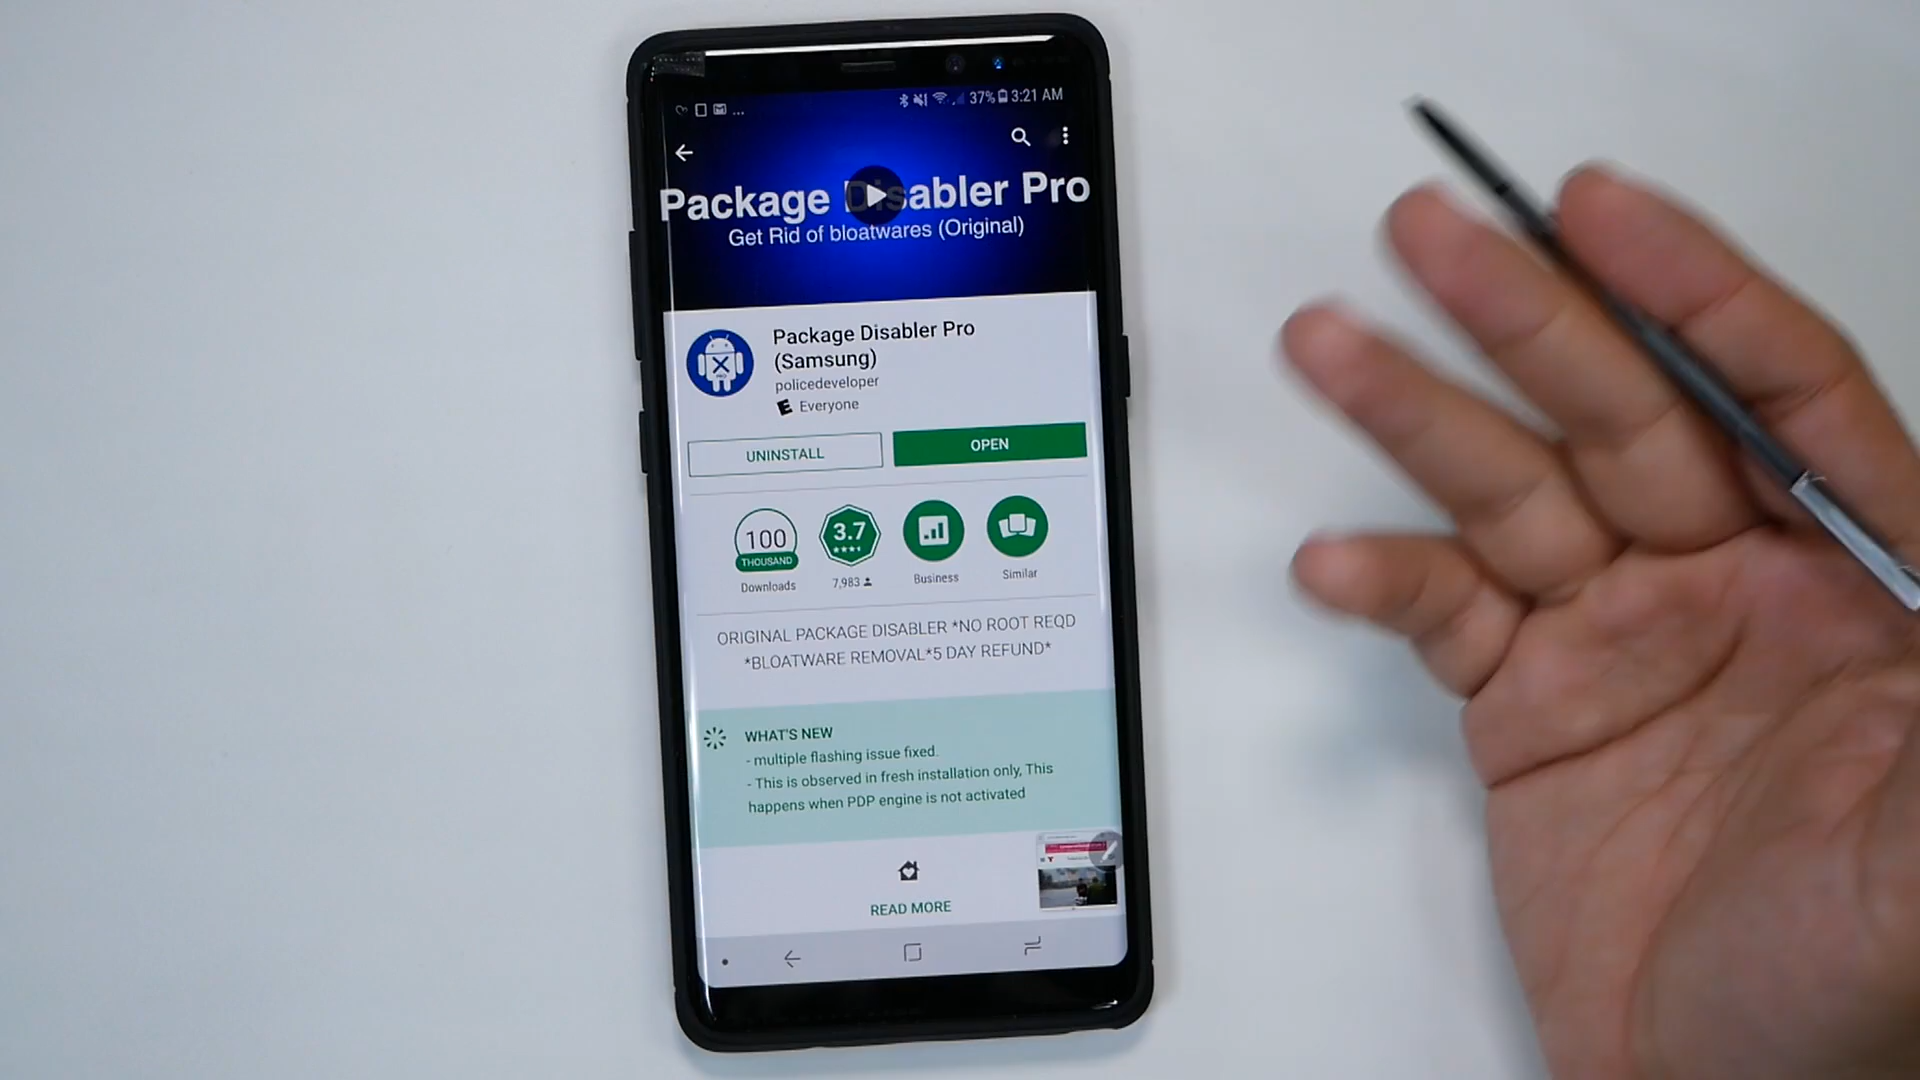 ... 37% 3:21 AM
Package Disabler Pro
Get Rid of bloatwares (Original)
Package Disabler Pro
(Samsung)
policedeveloper
E Everyone
UNINSTALL OPEN
100
THOUSAND
Downloads
3.7
7,983
Business
Similar
ORIGINAL PACKAGE DISABLER *NO ROOT REQD
*BLOATWARE REMOVAL*5 DAY REFUND*
WHAT'S NEW
- multiple flashing issue fixed.
- This is observed in fresh installation only, This
happens when PDP engine is not activated
READ MORE